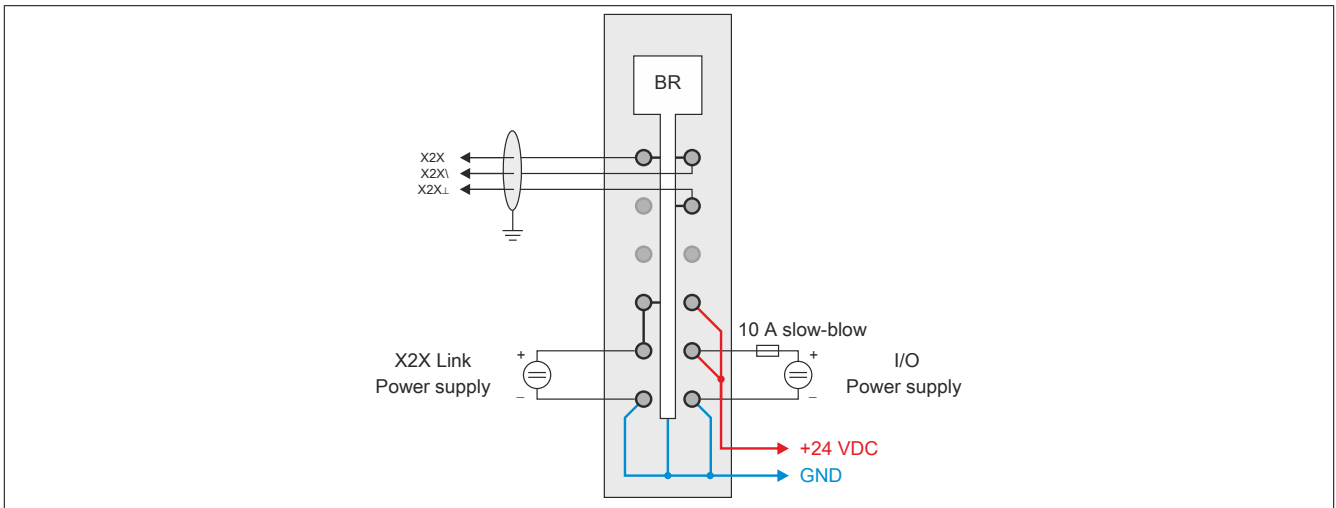 BR
X2X
X2X\
X2X⊥
10 A slow-blow
X2X Link
Power supply
+
−
+
−
I/O
Power supply
+24 VDC
GND